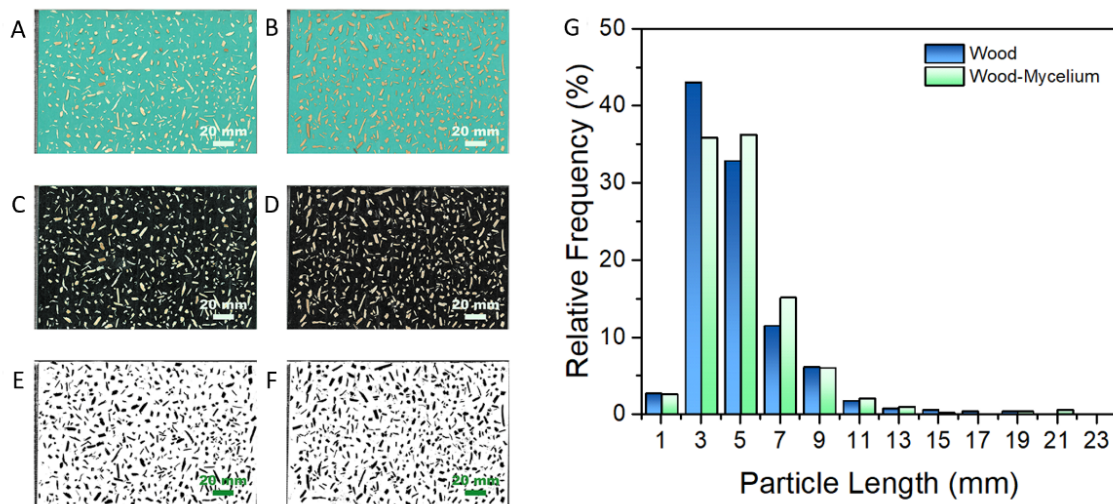 A
20 mm
B
20 mm
C
20 mm
D
20 mm
E
20 mm
F
20 mm
G
50
40
30
20
10
0
Relative Frequency (%)
Wood
Wood-Mycelium
1 3 5 7 9 11 13 15 17 19 21 23
Particle Length (mm)